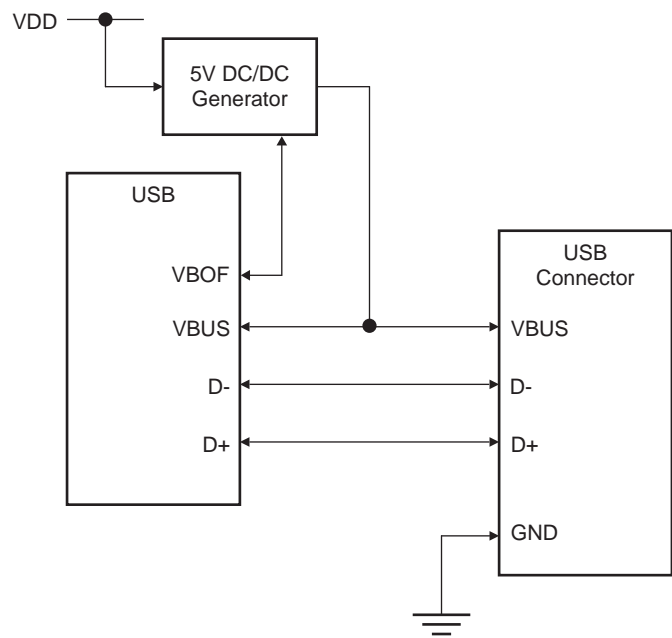 VDD
5V DC/DC
Generator
USB
VBOF
VBUS
D-
D+
USB
Connector
VBUS
D-
D+
GND